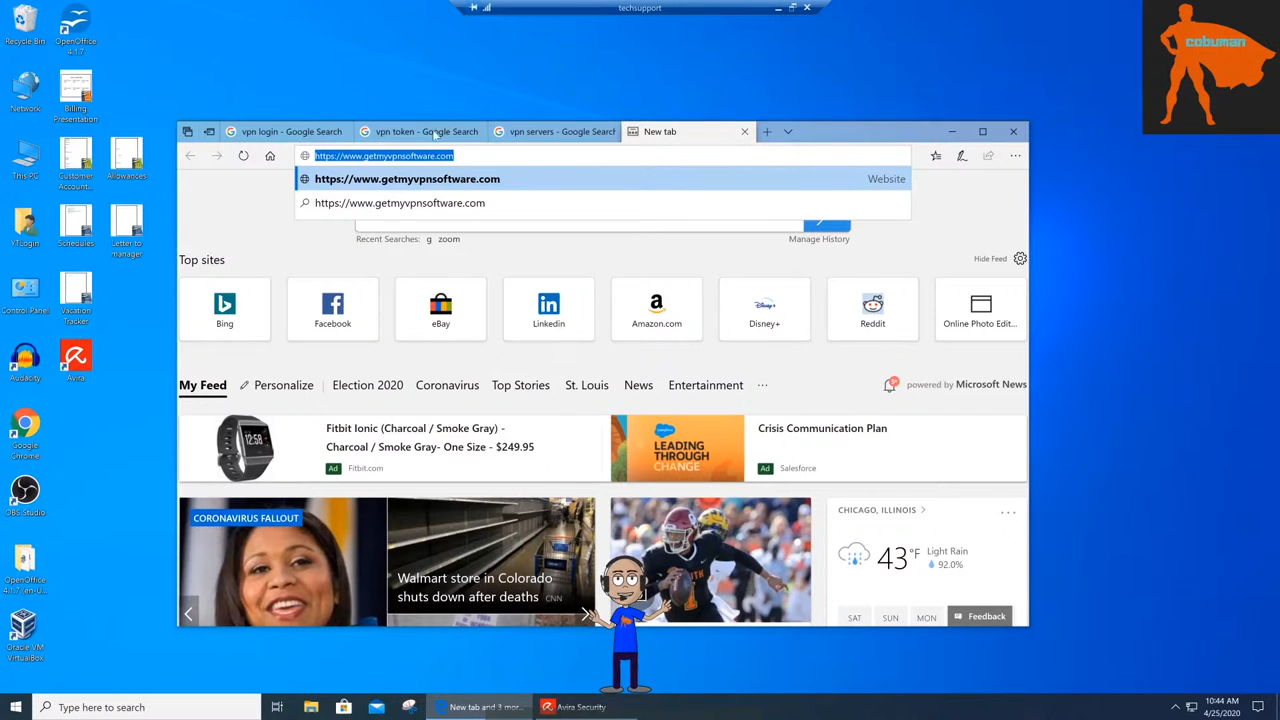 techsupport
cobuman
Recycle Bin
OpenOffice
4.1.7
Network
Billing
Presentation
This PC
Customer
Account...
Allowances
YTLogin
Schedules
Letter to
manager
Control Panel
Vacation
Tracker
Audacity
Avira
Google
Chrome
OBS Studio
OpenOffice
4.1.7 (en-U...
Oracle VM
VirtualBox
vpn login - Google Search
vpn token - Google Search
vpn servers - Google Search
New tab
https://www.getmyvpnsoftware.com
https://www.getmyvpnsoftware.com
Website
https://www.getmyvpnsoftware.com
Recent Searches: g zoom
Manage History
Top sites
Hide Feed
Bing
Facebook
eBay
Linkedin
Amazon.com
Disney+
Reddit
Online Photo Edit...
My Feed
Personalize
Election 2020
Coronavirus
Top Stories
St. Louis
News
Entertainment
powered by Microsoft News
Fitbit Ionic (Charcoal / Smoke Gray) -
Charcoal / Smoke Gray- One Size - $249.95
Ad Fitbit.com
salesforce
LEADING
THROUGH
CHANGE
Crisis Communication Plan
Ad Salesforce
CORONAVIRUS FALLOUT
Walmart store in Colorado
shuts down after deaths CNN
CHICAGO, ILLINOIS
43 °F
Light Rain
92.0%
SAT SUN MON
Feedback
Type here to search
New tab and 3 mor...
Avira Security
10:44 AM
4/25/2020